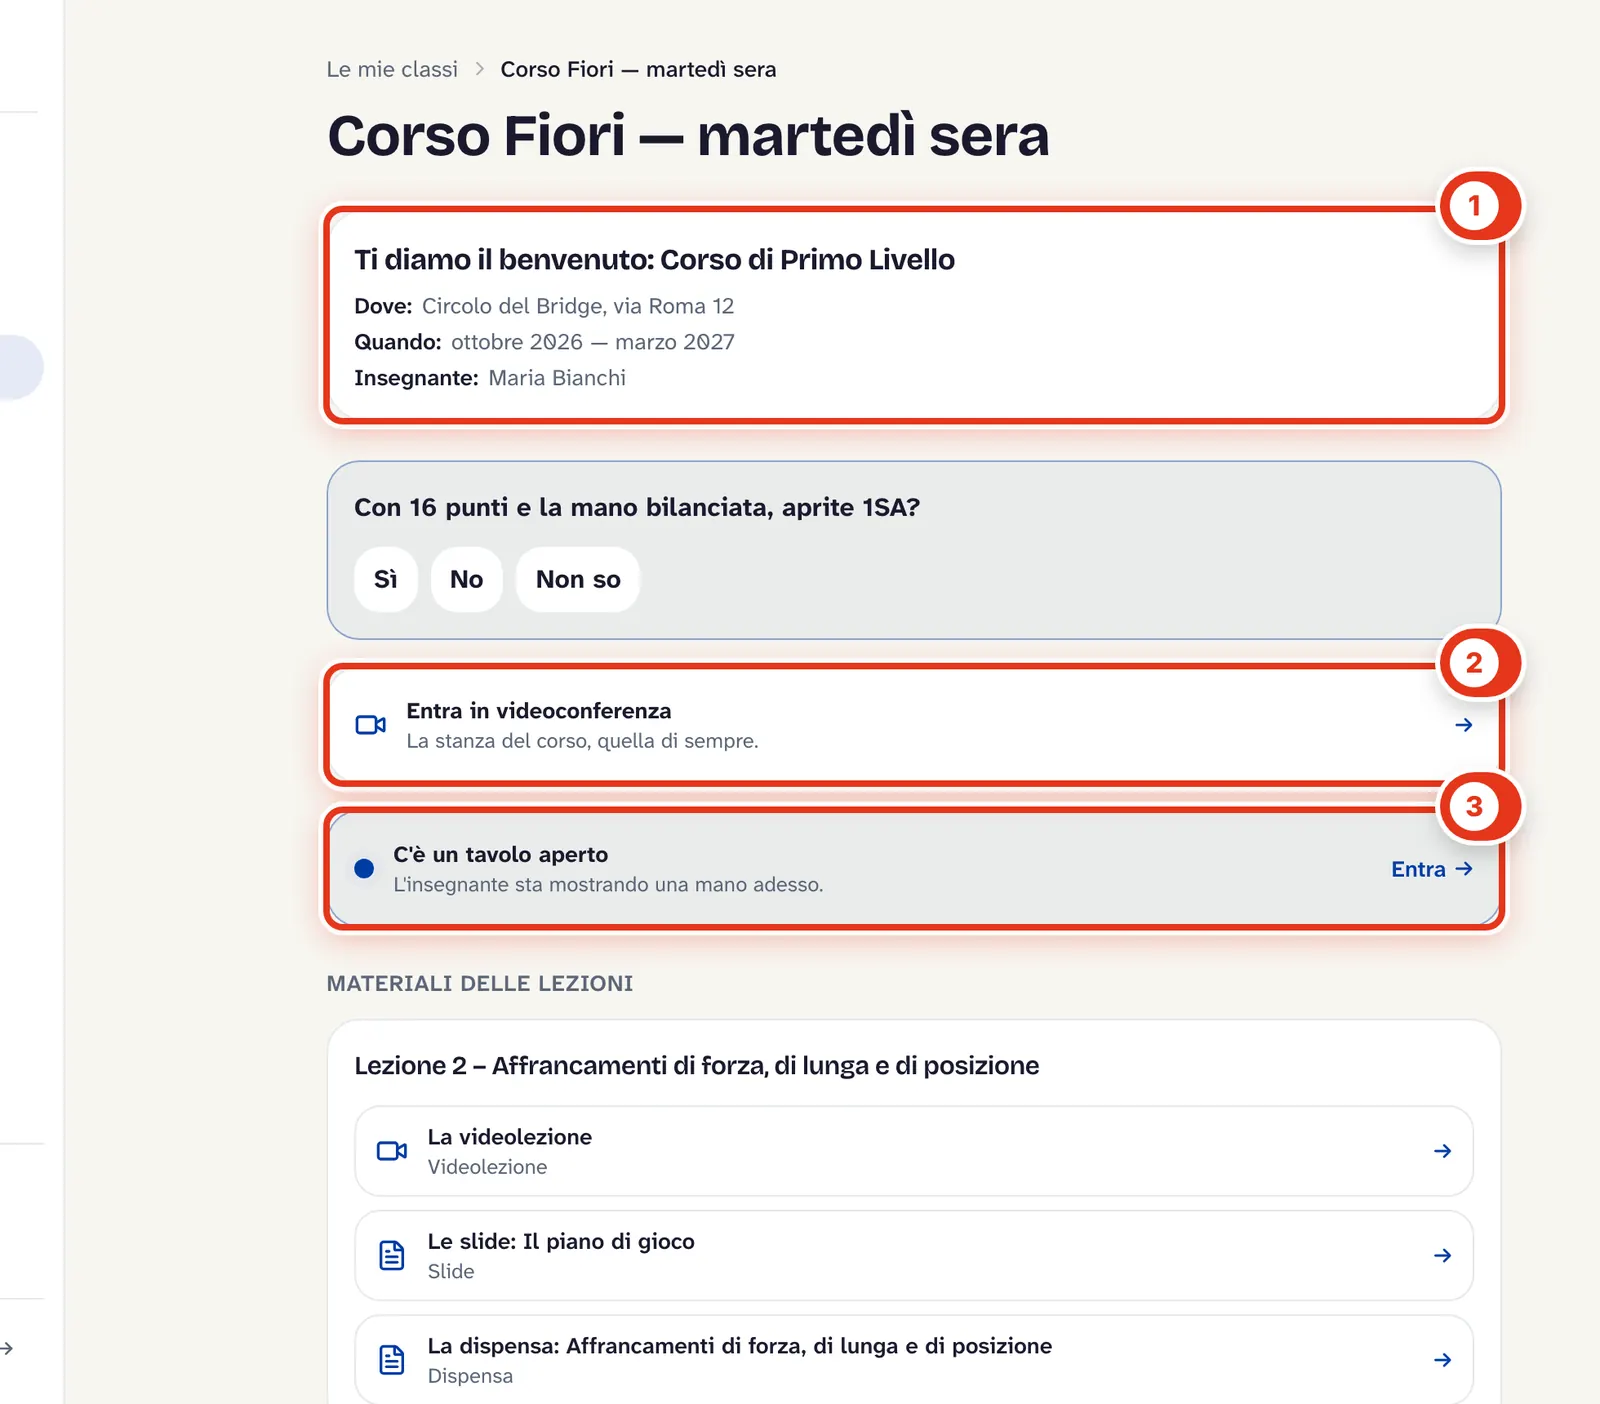 Le mie classi > Corso Fiori — martedì sera
Corso Fiori — martedì sera
1
Ti diamo il benvenuto: Corso di Primo Livello
Dove: Circolo del Bridge, via Roma 12
Quando: ottobre 2026 — marzo 2027
Insegnante: Maria Bianchi
Con 16 punti e la mano bilanciata, aprite 1SA?
Sì No Non so
2
Entra in videoconferenza
La stanza del corso, quella di sempre.
3
C'è un tavolo aperto
L'insegnante sta mostrando una mano adesso.
Entra →
MATERIALI DELLE LEZIONI
Lezione 2 – Affrancamenti di forza, di lunga e di posizione
La videolezione
Videolezione
Le slide: Il piano di gioco
Slide
La dispensa: Affrancamenti di forza, di lunga e di posizione
Dispensa